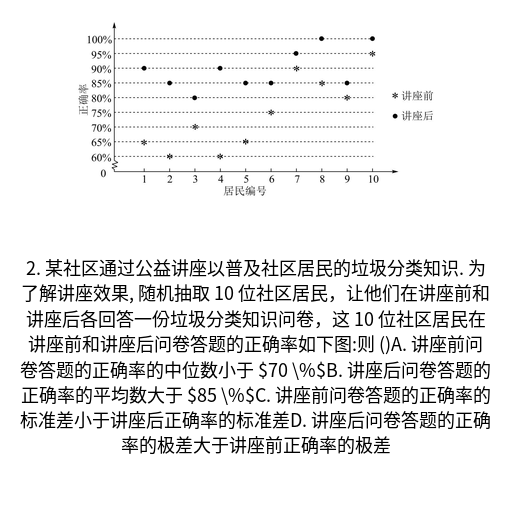 100%
95%
90%
85%
80%
75%
70%
65%
60%
0
正确率
* 讲座前
● 讲座后
1 2 3 4 5 6 7 8 9 10
居民编号
2. 某社区通过公益讲座以普及社区居民的垃圾分类知识. 为
了解讲座效果, 随机抽取 10 位社区居民，让他们在讲座前和
讲座后各回答一份垃圾分类知识问卷，这 10 位社区居民在
讲座前和讲座后问卷答题的正确率如下图:则 ()A. 讲座前问
卷答题的正确率的中位数小于 $70 \%$B. 讲座后问卷答题的
正确率的平均数大于 $85 \%$C. 讲座前问卷答题的正确率的
标准差小于讲座后正确率的标准差D. 讲座后问卷答题的正确
率的极差大于讲座前正确率的极差